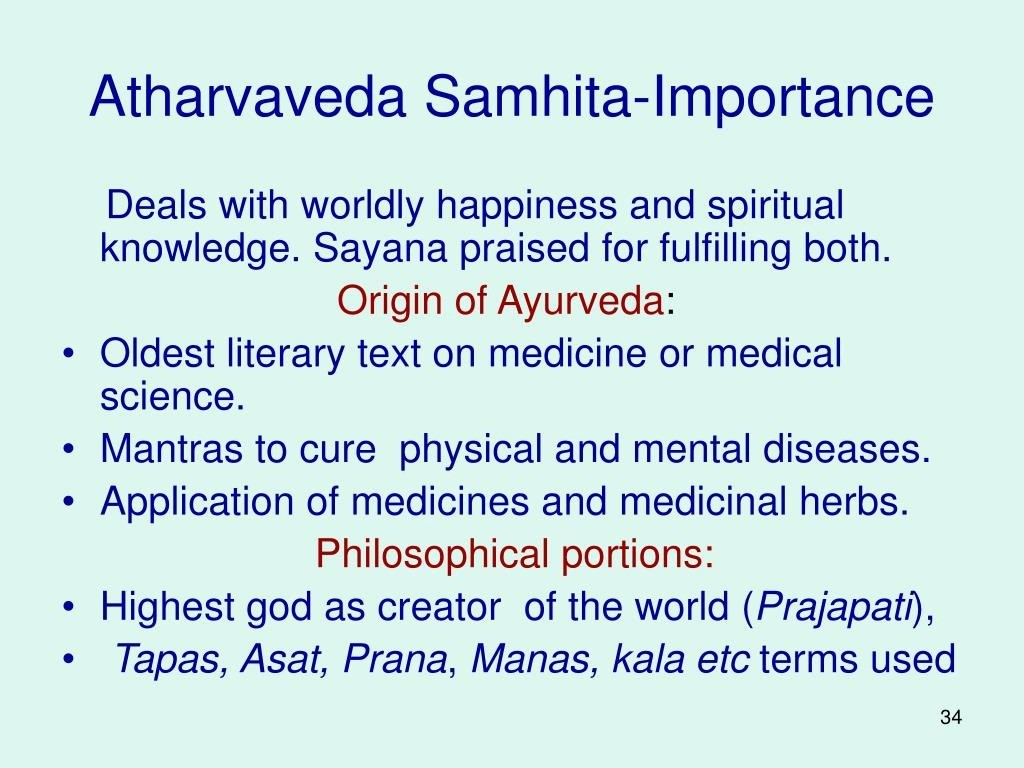 Atharvaveda Samhita-Importance
Deals with worldly happiness and spiritual
knowledge. Sayana praised for fulfilling both.
Origin of Ayurveda:
• Oldest literary text on medicine or medical
science.
• Mantras to cure  physical and mental diseases.
• Application of medicines and medicinal herbs.
Philosophical portions:
• Highest god as creator  of the world (Prajapati),
• Tapas, Asat, Prana, Manas, kala etc terms used
34